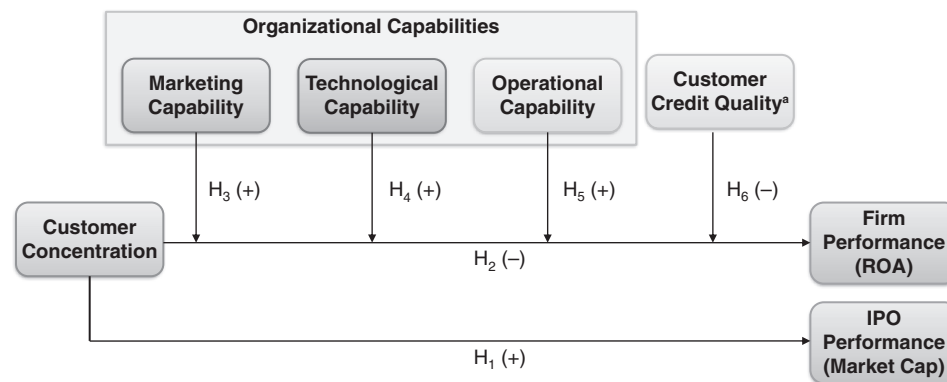 Organizational Capabilities
Marketing
Capability
Technological
Capability
Operational
Capability
Customer
Credit Qualityᵃ
H₃ (+)
H₄ (+)
H₅ (+)
H₆ (–)
Customer
Concentration
H₂ (–)
Firm
Performance
(ROA)
H₁ (+)
IPO
Performance
(Market Cap)